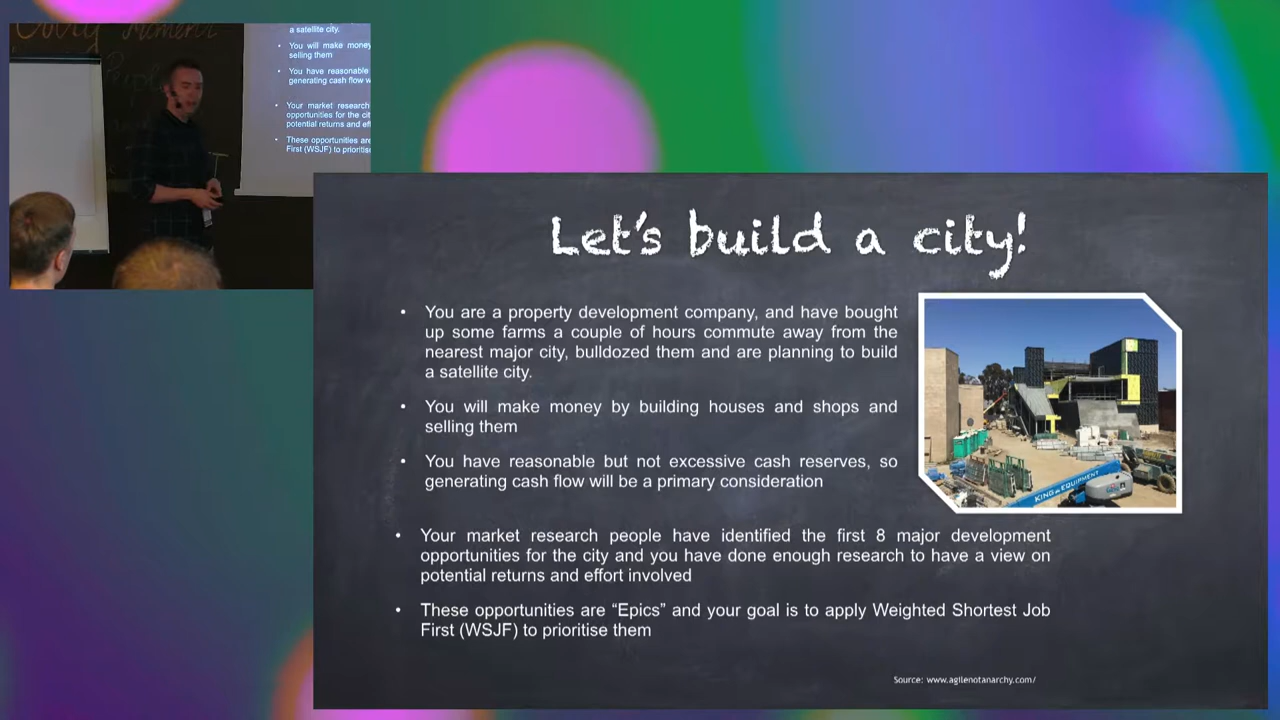 Moment
People
a satellite city.
• You will make money
selling them
• You have reasonable
generating cash flow w
• Your market research
opportunities for the cit
potential returns and eff
• These opportunities are
First (WSJF) to prioritis
Let's build a city!
• You are a property development company, and have bought
up some farms a couple of hours commute away from the
nearest major city, bulldozed them and are planning to build
a satellite city.
• You will make money by building houses and shops and
selling them
• You have reasonable but not excessive cash reserves, so
generating cash flow will be a primary consideration
KING EQUIPMENT
• Your market research people have identified the first 8 major development
opportunities for the city and you have done enough research to have a view on
potential returns and effort involved
• These opportunities are “Epics” and your goal is to apply Weighted Shortest Job
First (WSJF) to prioritise them
Source: www.agilenotanarchy.com/